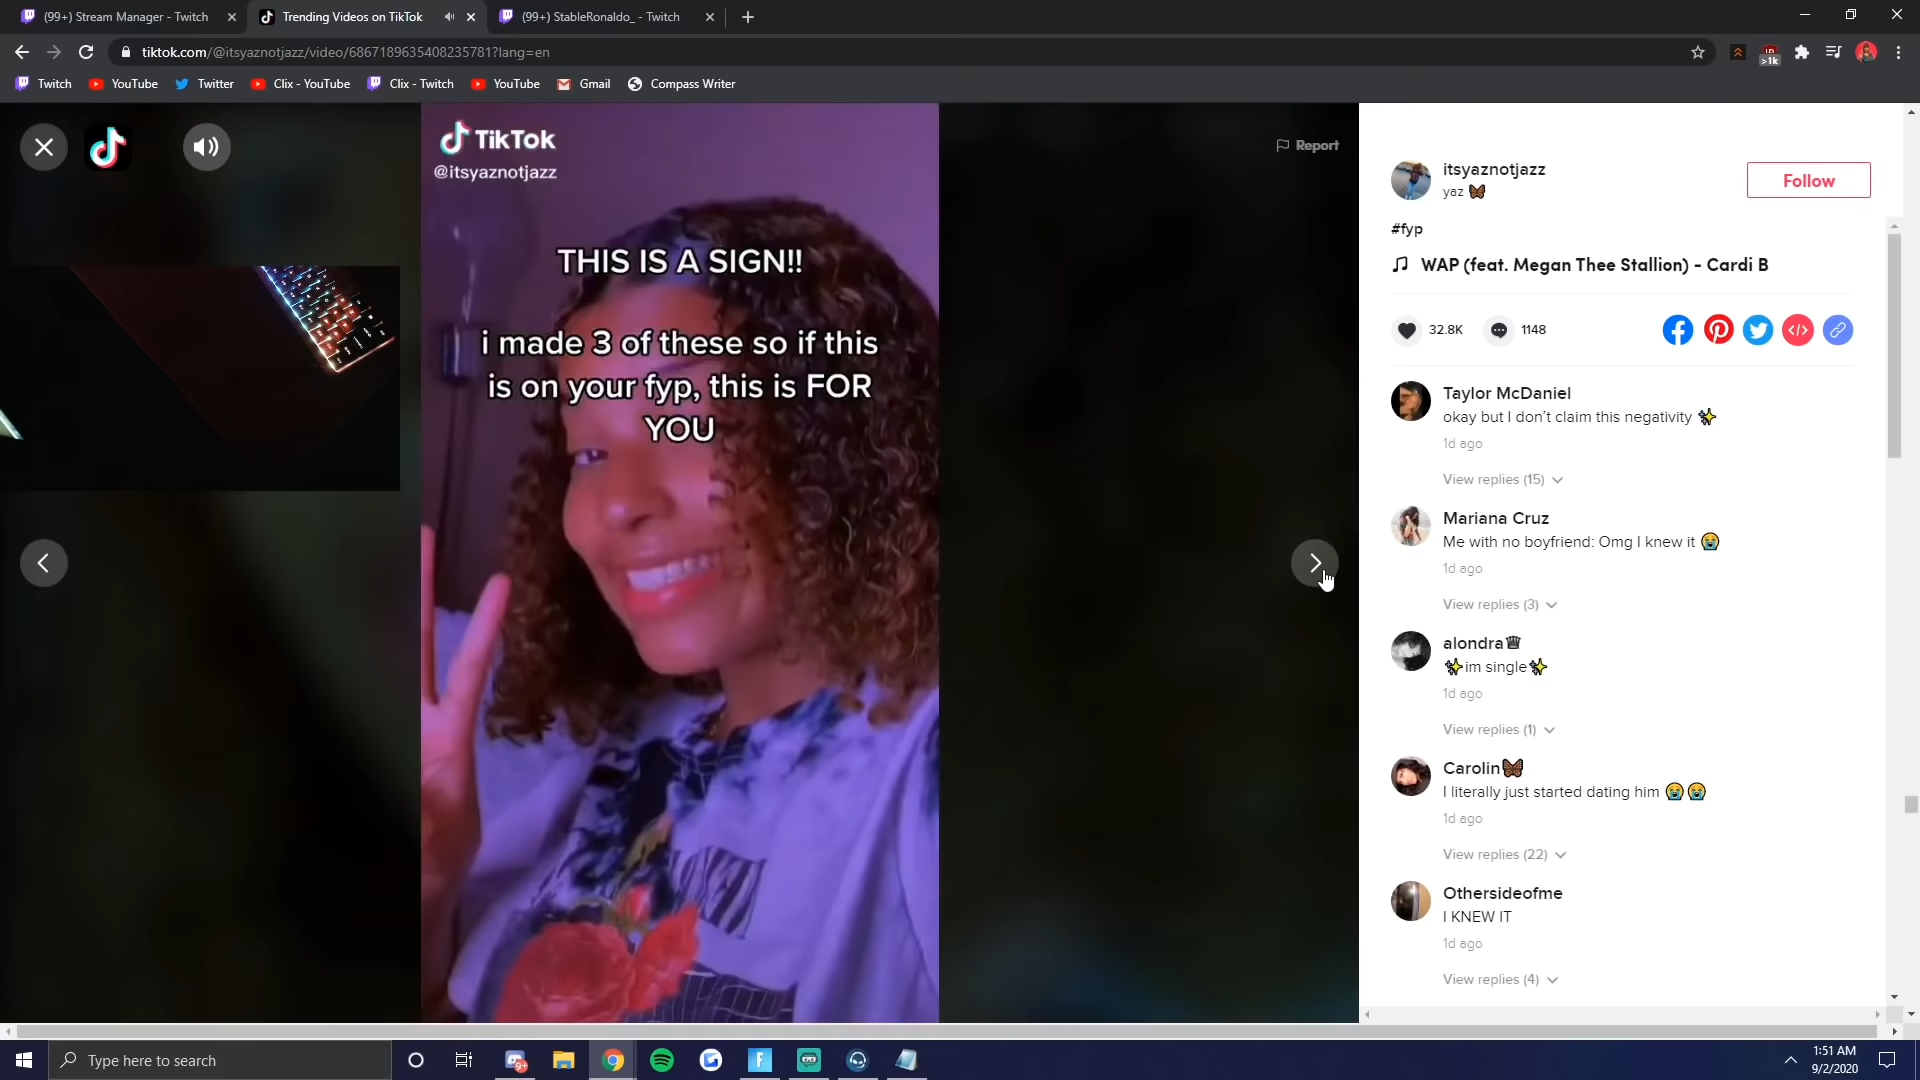 (99+) Stream Manager - Twitch
Trending Videos on TikTok
(99+) StableRonaldo_ - Twitch
tiktok.com/@itsyaznotjazz/video/6867189635408235781?lang=en
>1k
Twitch
YouTube
Twitter
Clix - YouTube
Clix - Twitch
YouTube
Gmail
Compass Writer
TikTok
@itsyaznotjazz
Report
THIS IS A SIGN!!
i made 3 of these so if this
is on your fyp, this is FOR
YOU
itsyaznotjazz
yaz 🦋
Follow
#fyp
WAP (feat. Megan Thee Stallion) - Cardi B
32.8K
1148
Taylor McDaniel
okay but I don't claim this negativity ✨
1d ago
View replies (15)
Mariana Cruz
Me with no boyfriend: Omg I knew it 😭
1d ago
View replies (3)
alondra♕
✨im single✨
1d ago
View replies (1)
Carolin🦋
I literally just started dating him 😭😭
1d ago
View replies (22)
Othersideofme
I KNEW IT
1d ago
View replies (4)
Type here to search
9+
1:51 AM
9/2/2020